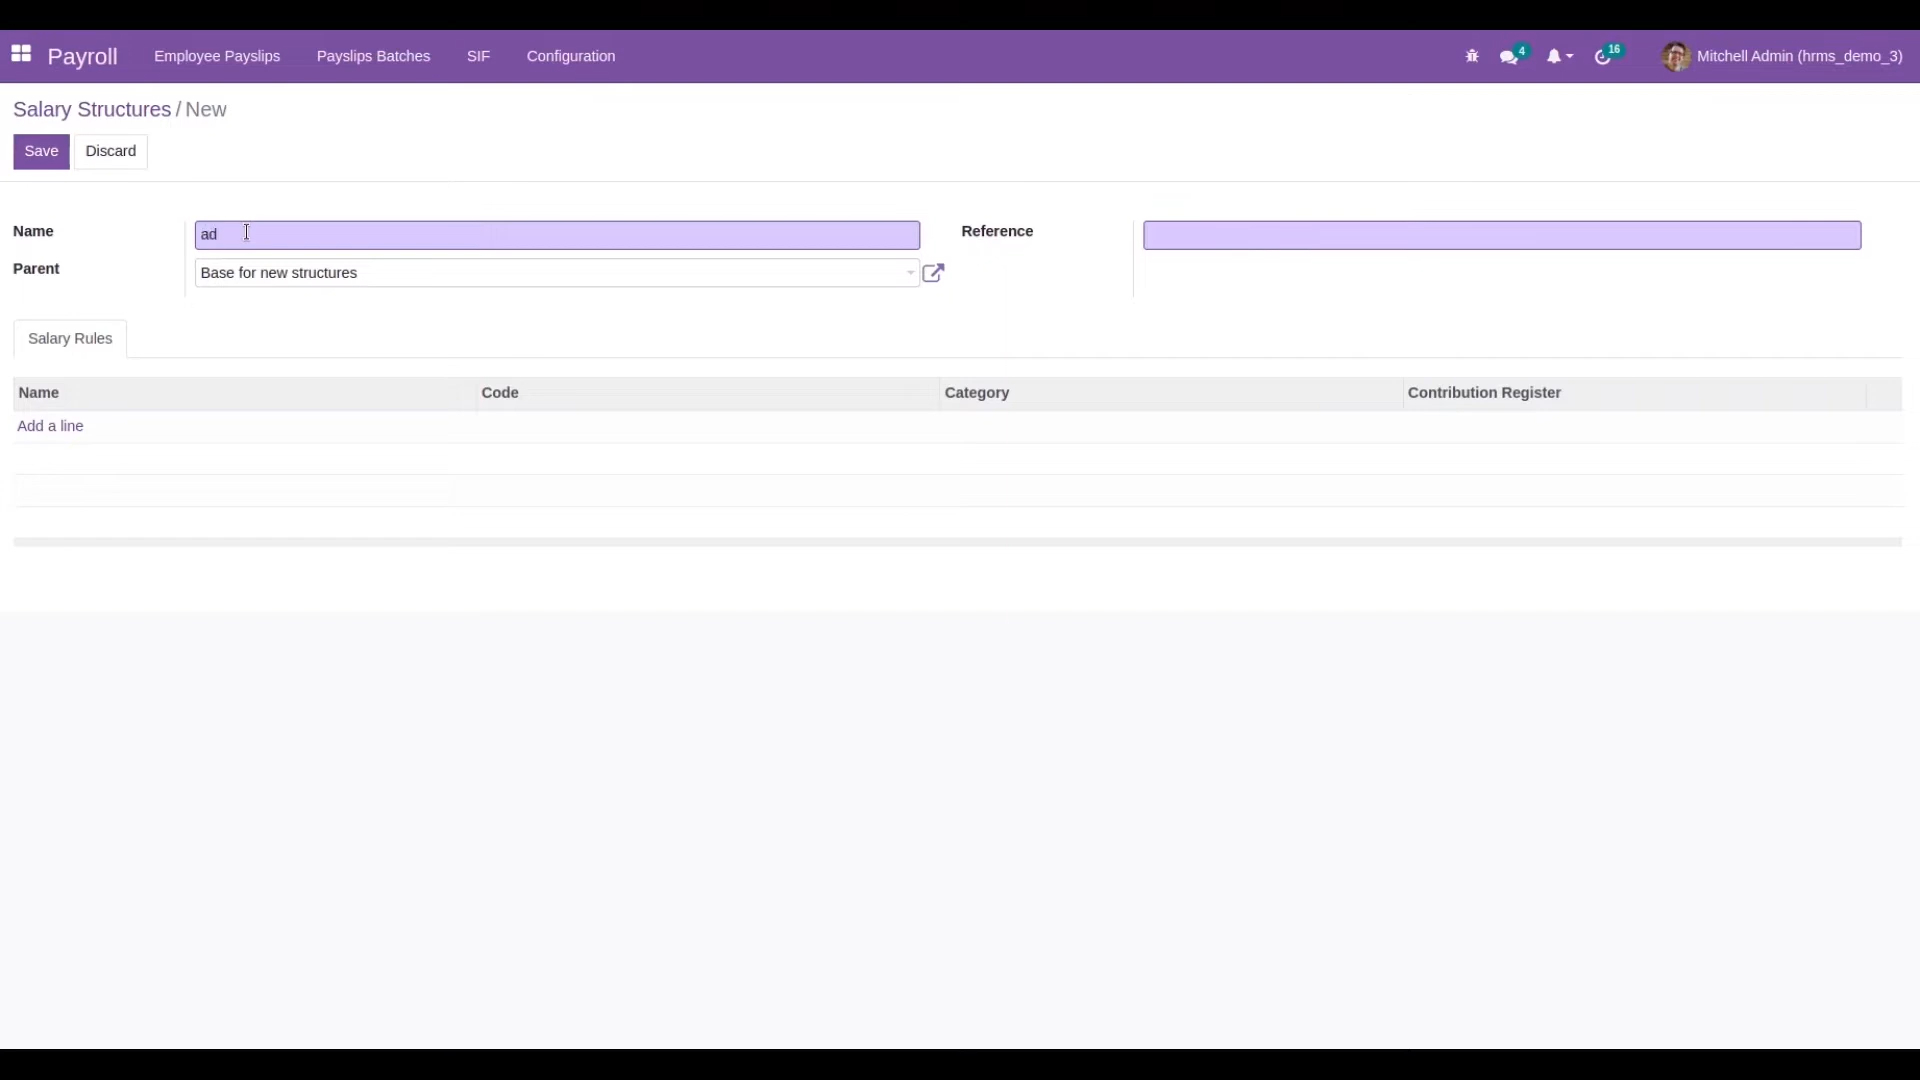 Payroll Employee Payslips Payslips Batches SIF Configuration 4 16 Mitchell Admin (hrms_demo_3)
Salary Structures / New
Save Discard
Name ad Reference
Parent Base for new structures
Salary Rules
Name Code Category Contribution Register
Add a line